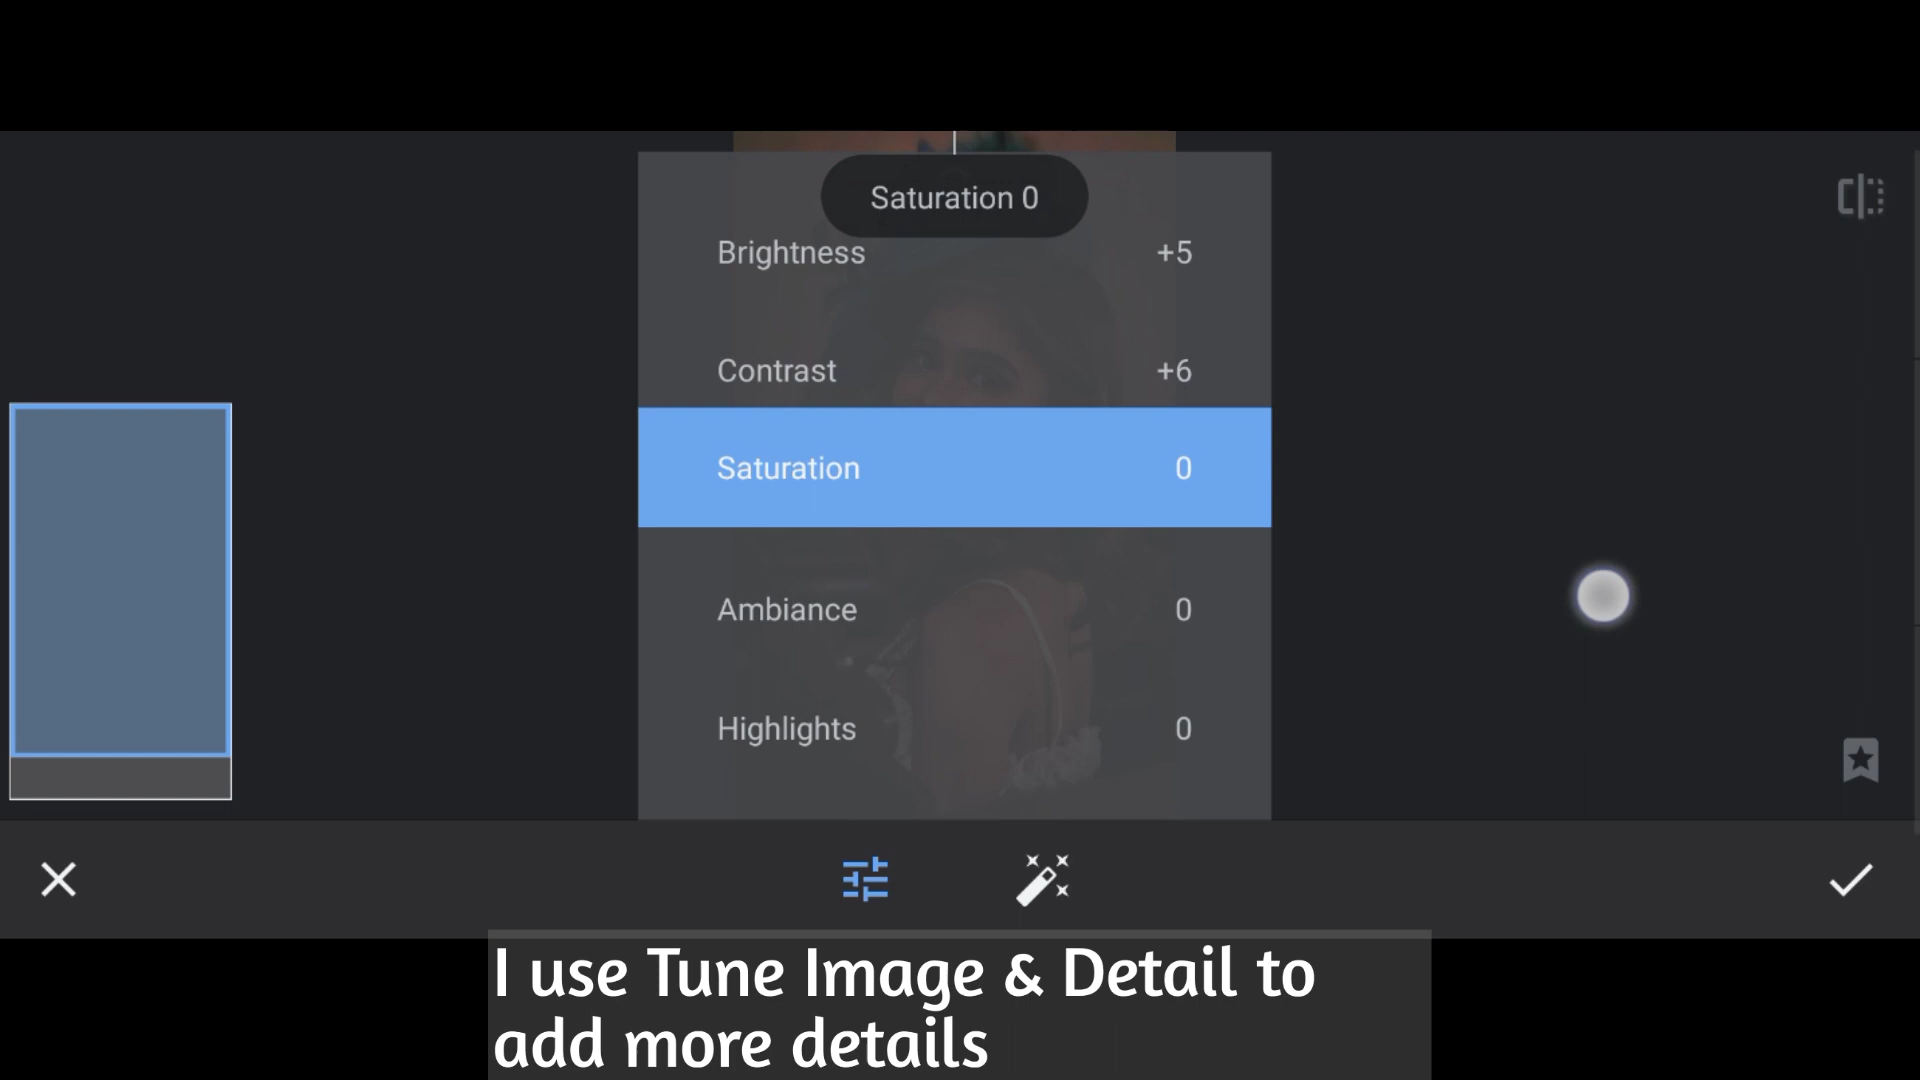 Saturation 0
Brightness +5
Contrast +6
Saturation 0
Ambiance 0
Highlights 0
I use Tune Image & Detail to
add more details